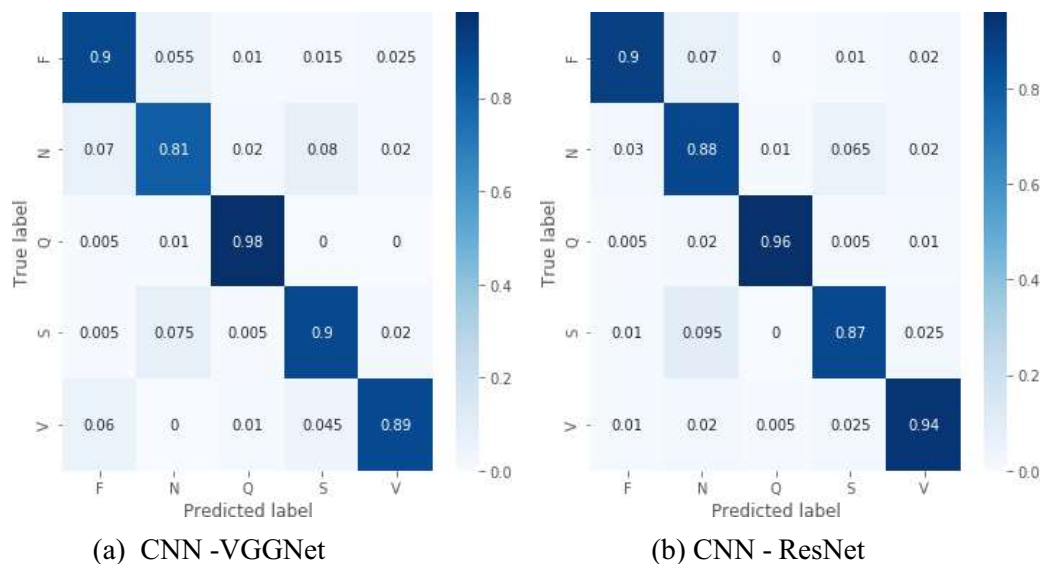 F 0.9 0.055 0.01 0.015 0.025
N 0.07 0.81 0.02 0.08 0.02
Q 0.005 0.01 0.98 0 0
S 0.005 0.075 0.005 0.9 0.02
V 0.06 0 0.01 0.045 0.89
F N Q S V
True label
Predicted label
0.8
0.6
0.4
0.2
0.0
(a) CNN -VGGNet
F 0.9 0.07 0 0.01 0.02
N 0.03 0.88 0.01 0.065 0.02
Q 0.005 0.02 0.96 0.005 0.01
S 0.01 0.095 0 0.87 0.025
V 0.01 0.02 0.005 0.025 0.94
F N Q S V
True label
Predicted label
0.8
0.6
0.4
0.2
0.0
(b) CNN - ResNet